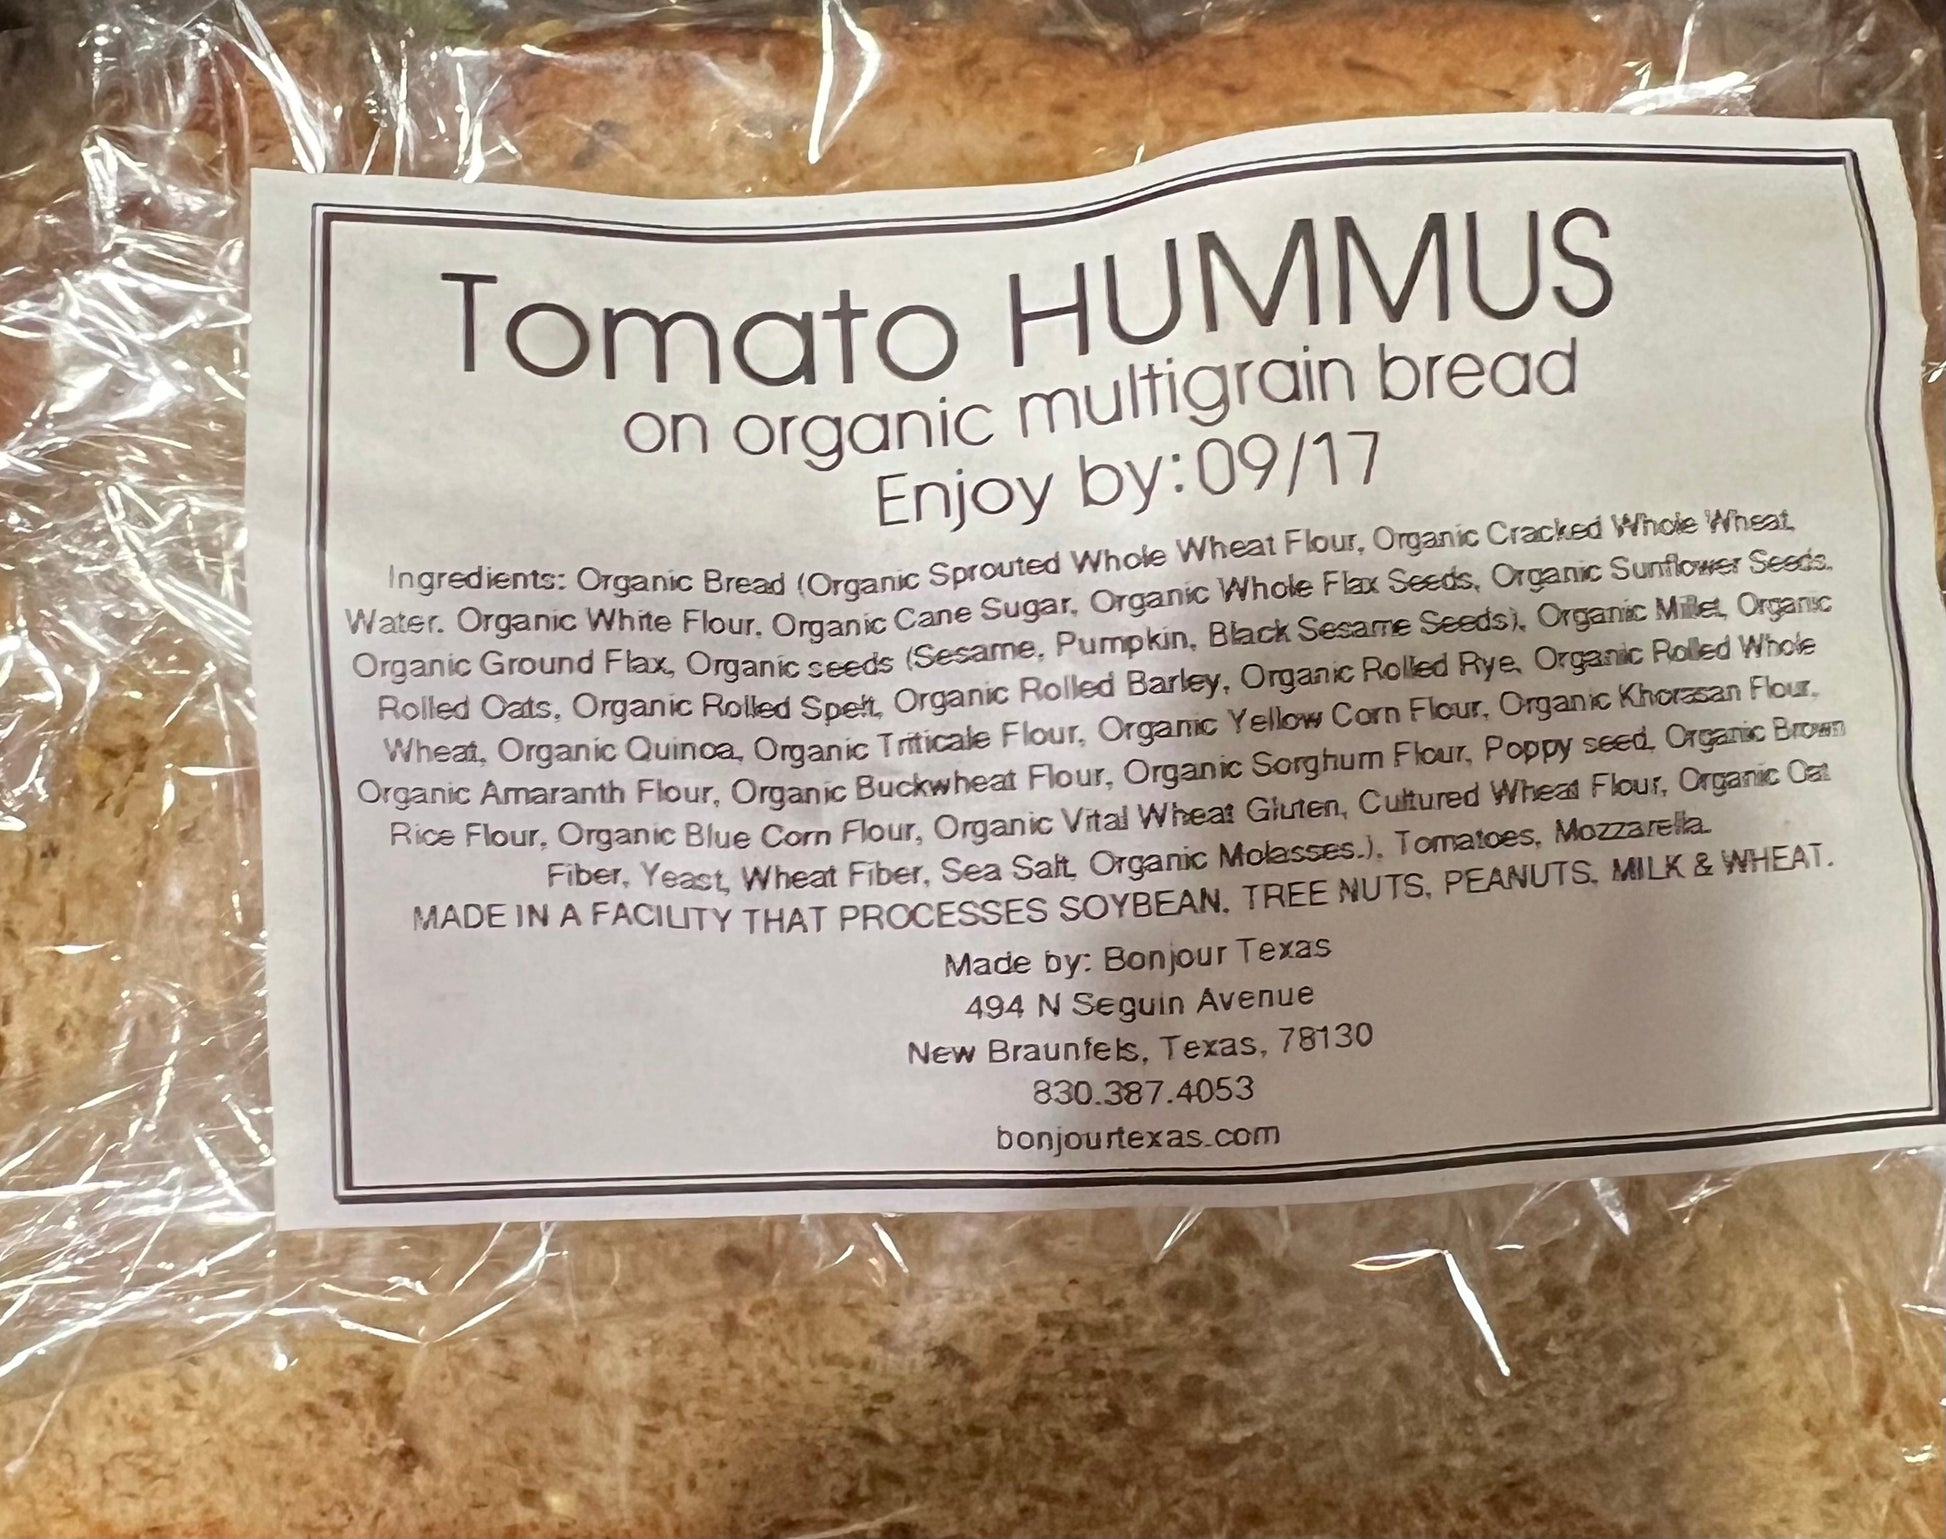 Tomato HUMMUS
on organic multigrain bread
Enjoy by:09/17
Ingredients: Organic Bread (Organic Sprouted Whole Wheat Flour, Organic Cracked Whole Wheat,
Water, Organic White Flour, Organic Cane Sugar, Organic Whole Flax Seeds, Organic Sunflower Seeds,
Organic Ground Flax, Organic seeds (Sesame, Pumpkin, Black Sesame Seeds), Organic Millet, Organic
Rolled Oats, Organic Rolled Spelt, Organic Rolled Barley, Organic Rolled Rye, Organic Rolled Whole
Wheat, Organic Quinoa, Organic Triticale Flour, Organic Yellow Corn Flour, Organic Khorasan Flour,
Organic Amaranth Flour, Organic Buckwheat Flour, Organic Sorghum Flour, Poppy seed, Organic Brown
Rice Flour, Organic Blue Corn Flour, Organic Vital Wheat Gluten, Cultured Wheat Flour, Organic Oat
Fiber, Yeast, Wheat Fiber, Sea Salt, Organic Molasses.), Tomatoes, Mozzarella.
MADE IN A FACILITY THAT PROCESSES SOYBEAN, TREE NUTS, PEANUTS, MILK & WHEAT.
Made by: Bonjour Texas
494 N Seguin Avenue
New Braunfels, Texas, 78130
830.387.4053
bonjourtexas.com